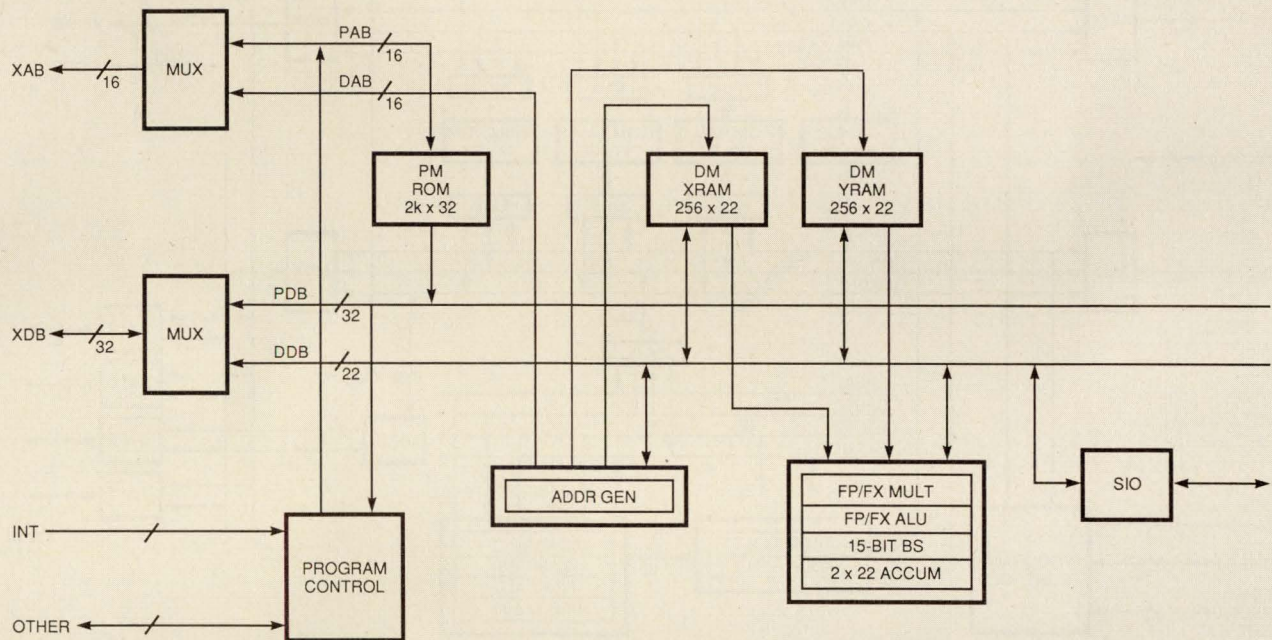 PAB
16
XAB
16
MUX
DAB
16
PM
ROM
2k x 32
DM
XRAM
256 x 22
DM
YRAM
256 x 22
PDB
32
XDB
32
MUX
DDB
22
ADDR GEN
FP/FX MULT
FP/FX ALU
15-BIT BS
2 x 22 ACCUM
SIO
INT
PROGRAM
CONTROL
OTHER